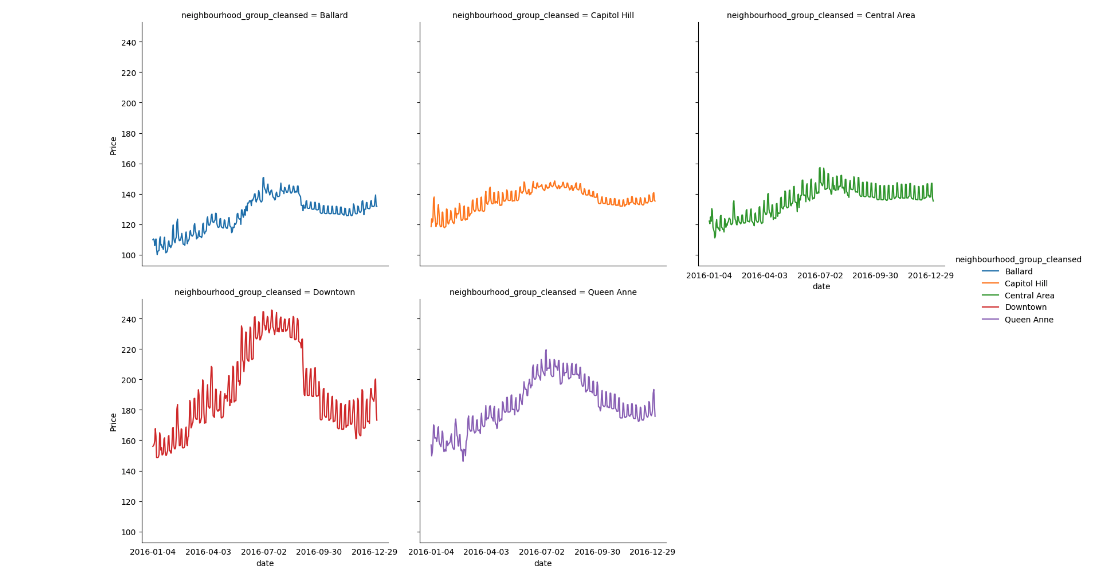 neighbourhood_group_cleansed = Ballard
neighbourhood_group_cleansed = Capitol Hill
neighbourhood_group_cleansed = Central Area
240
220
200
180
160
140
120
100
Price
2016-01-04 2016-04-03 2016-07-02 2016-09-30 2016-12-29
date
neighbourhood_group_cleansed
Ballard
Capitol Hill
Central Area
Downtown
Queen Anne
neighbourhood_group_cleansed = Downtown
neighbourhood_group_cleansed = Queen Anne
240
220
200
180
160
140
120
100
Price
2016-01-04 2016-04-03 2016-07-02 2016-09-30 2016-12-29
date
2016-01-04 2016-04-03 2016-07-02 2016-09-30 2016-12-29
date